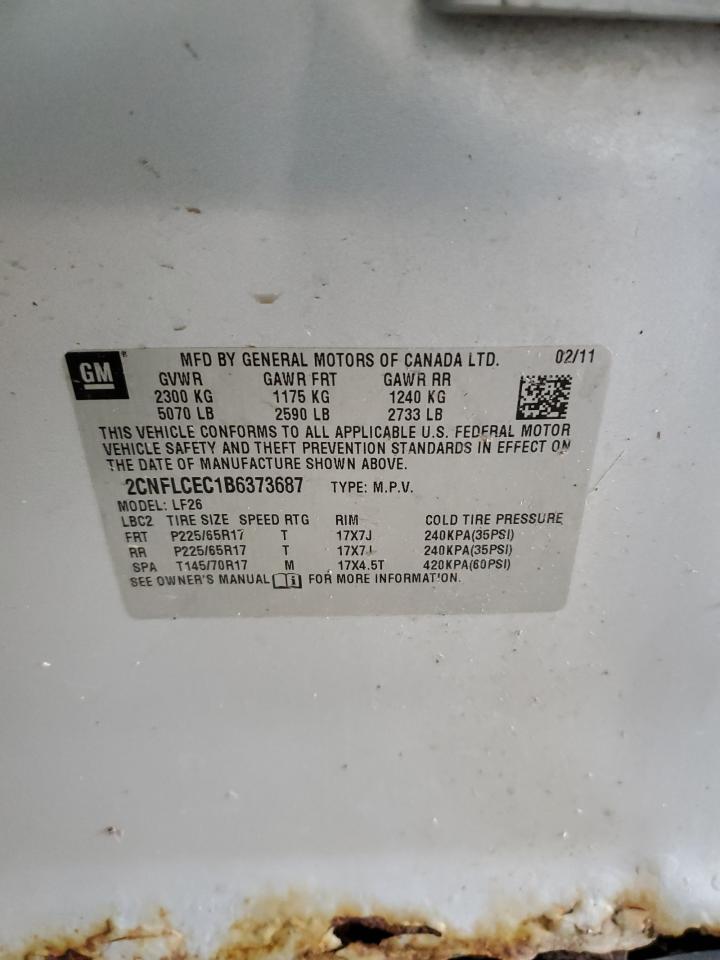 GM MFD BY GENERAL MOTORS OF CANADA LTD. 02/11
GVWR GAWR FRT GAWR RR
2300 KG 1175 KG 1240 KG
5070 LB 2590 LB 2733 LB
THIS VEHICLE CONFORMS TO ALL APPLICABLE U.S. FEDERAL MOTOR
VEHICLE SAFETY AND THEFT PREVENTION STANDARDS IN EFFECT ON
THE DATE OF MANUFACTURE SHOWN ABOVE.
2CNFLCEC1B6373687 TYPE: M.P.V.
MODEL: LF26
LBC2 TIRE SIZE SPEED RTG RIM COLD TIRE PRESSURE
FRT P225/65R17 T 17X7J 240KPA(35PSI)
RR P225/65R17 T 17X7J 240KPA(35PSI)
SPA T145/70R17 M 17X4.5T 420KPA(60PSI)
SEE OWNER'S MANUAL FOR MORE INFORMATION.